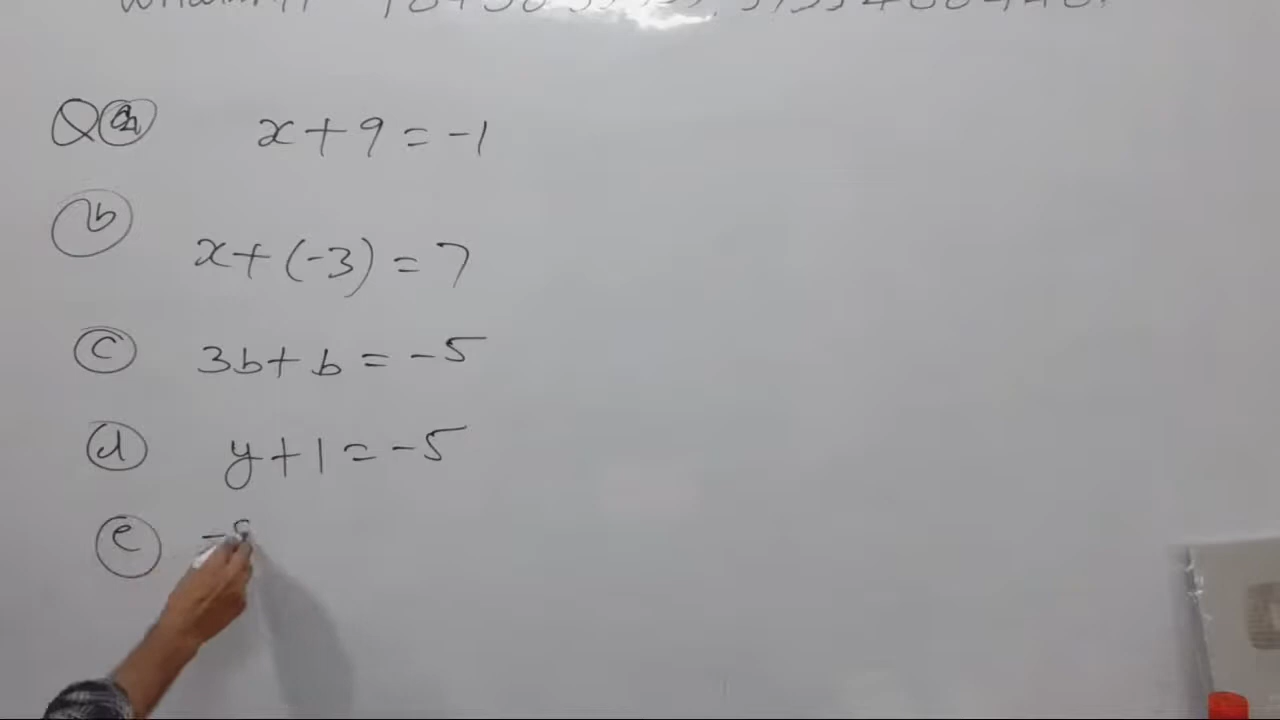 Q (a) x + 9 = -1
(b)
x + (-3) = 7
(c) 3b + b = -5
(d) y + 1 = -5
(e) -